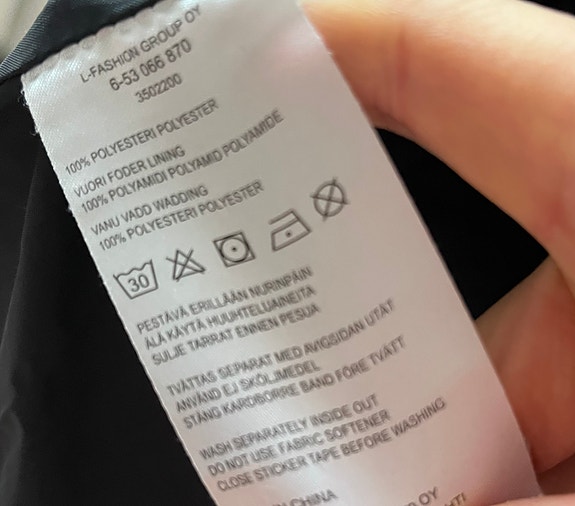 L-FASHION GROUP OY
6-53 066 870
3502200
100% POLYESTERI POLYESTER
VUORI FODER LINING
100% POLYAMIDI POLYAMID POLYAMIDE
VANU VADD WADDING
100% POLYESTERI POLYESTER
30
PESTÄVÄ ERILLÄÄN NURINPÄIN
ÄLÄ KÄYTÄ HUUHTELUAINEITA
SULJE TARRAT ENNEN PESUA
TVÄTTAS SEPARAT MED AVIGSIDAN UTÅT
ANVÄND EJ SKÖLJMEDEL
STÄNG KARDBORRE BAND FÖRE TVÄTT
WASH SEPARATELY INSIDE OUT
DO NOT USE FABRIC SOFTENER
CLOSE STICKER TAPE BEFORE WASHING
CHINA
OY